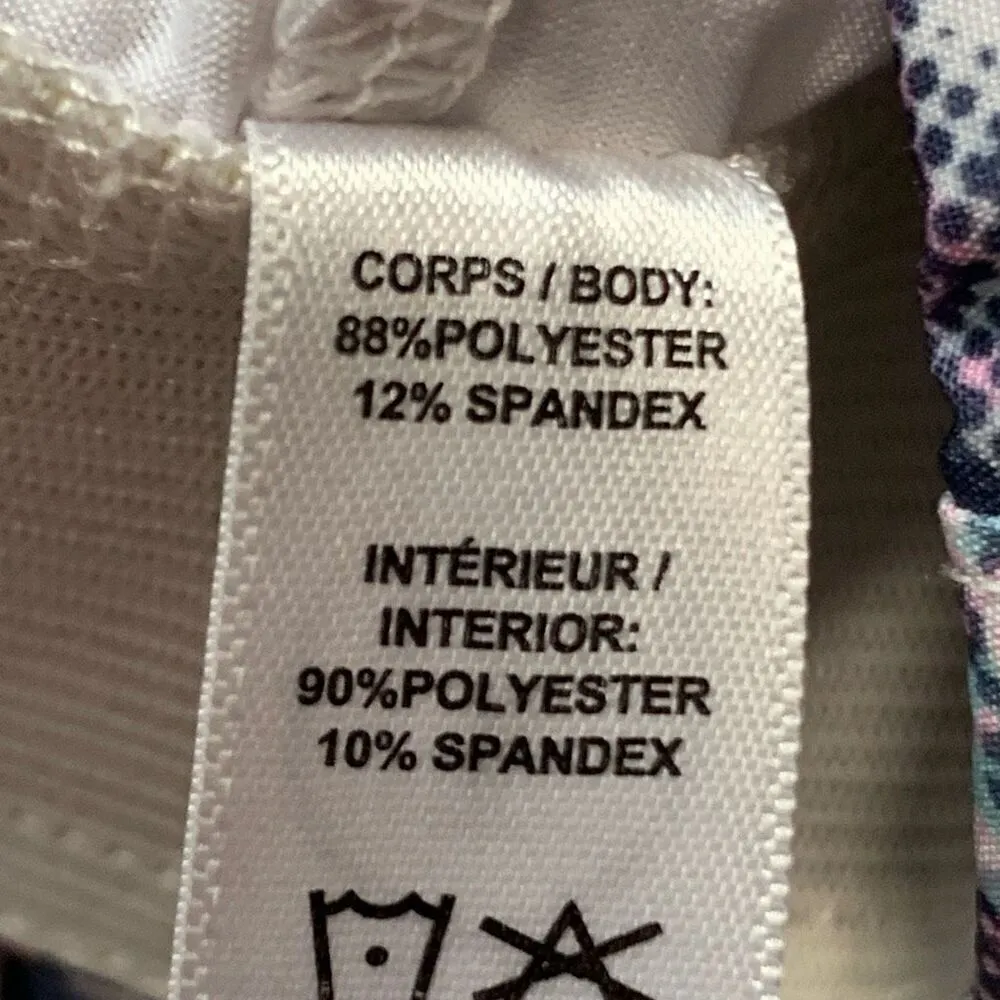 CORPS / BODY:
88%POLYESTER
12% SPANDEX
INTÉRIEUR /
INTERIOR:
90%POLYESTER
10% SPANDEX